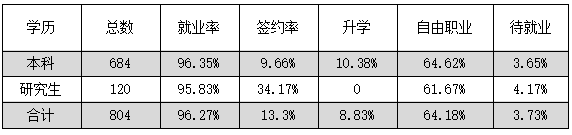 学历 总数 就业率 签约率 升学 自由职业 待就业
本科 684 96.35% 9.66% 10.38% 64.62% 3.65%
研究生 120 95.83% 34.17% 0 61.67% 4.17%
合计 804 96.27% 13.3% 8.83% 64.18% 3.73%